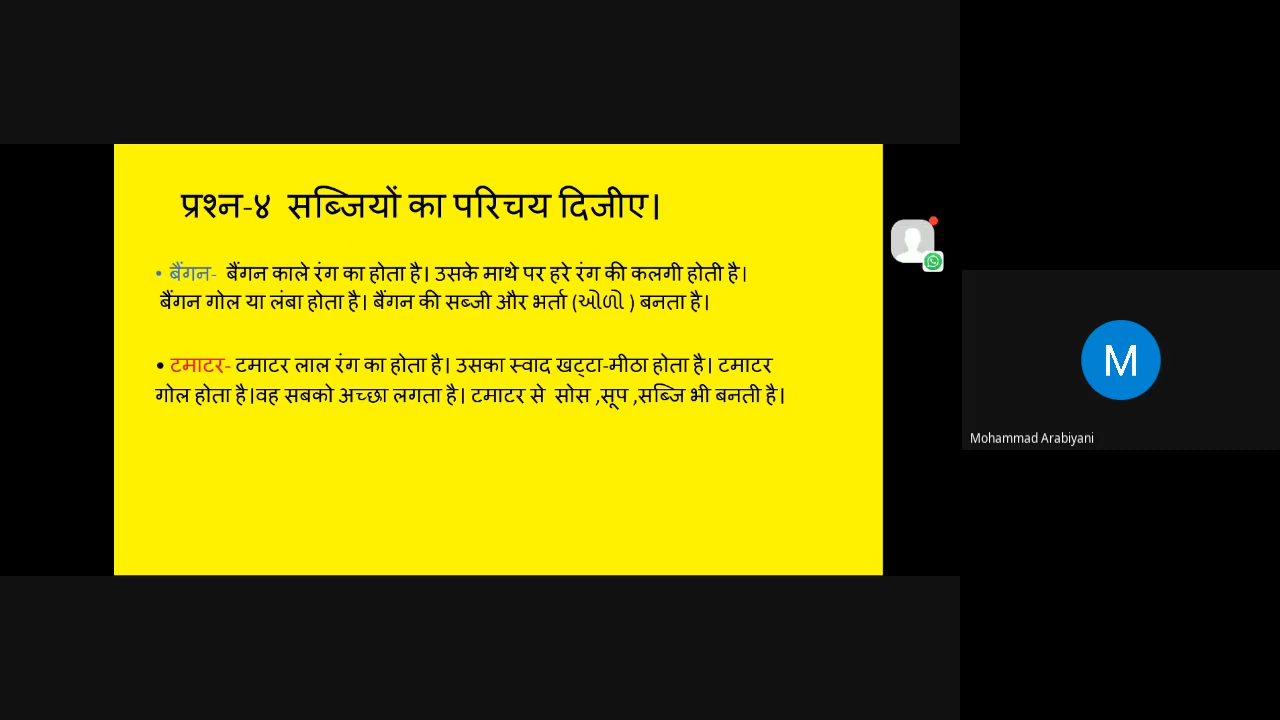 प्रश्न-४ सब्जियों का परिचय दिजीए।
• बैंगन- बैंगन काले रंग का होता है। उसके माथे पर हरे रंग की कलगी होती है।
बैंगन गोल या लंबा होता है। बैंगन की सब्जी और भर्ता (ઓળો ) बनता है।
• टमाटर- टमाटर लाल रंग का होता है। उसका स्वाद खट्टा-मीठा होता है। टमाटर
गोल होता है।वह सबको अच्छा लगता है। टमाटर से सोस ,सूप ,सब्जि भी बनती है।
M
Mohammad Arabiyani